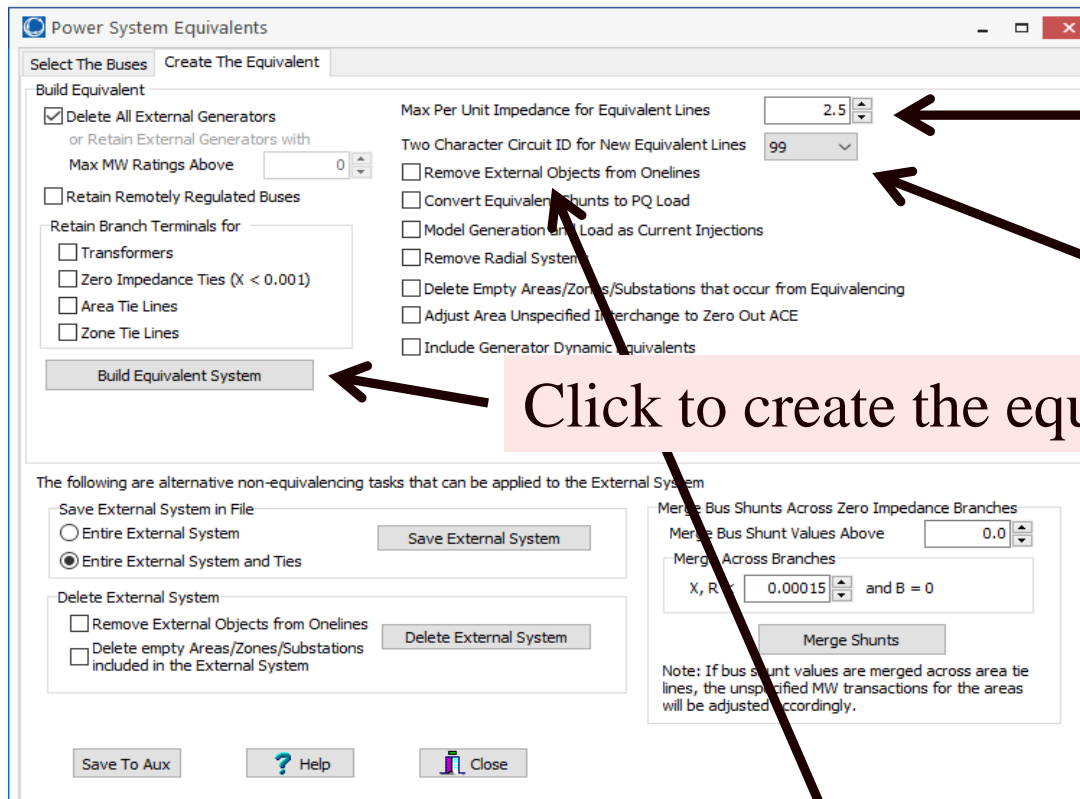 Power System Equivalents
Select The Buses
Create The Equivalent
Build Equivalent
Delete All External Generators
or Retain External Generators with
Max MW Ratings Above
0
Retain Remotely Regulated Buses
Retain Branch Terminals for
Transformers
Zero Impedance Ties (X < 0.001)
Area Tie Lines
Zone Tie Lines
Build Equivalent System
Max Per Unit Impedance for Equivalent Lines
2.5
Two Character Circuit ID for New Equivalent Lines
99
Remove External Objects from Onelines
Convert Equivalent Shunts to PQ Load
Model Generation and Load as Current Injections
Remove Radial Systems
Delete Empty Areas/Zones/Substations that occur from Equivalencing
Adjust Area Unspecified Interchange to Zero Out ACE
Include Generator Dynamic Equivalents
Click to create the equ
The following are alternative non-equivalencing tasks that can be applied to the External System
Save External System in File
Entire External System
Entire External System and Ties
Save External System
Delete External System
Remove External Objects from Onelines
Delete empty Areas/Zones/Substations
included in the External System
Delete External System
Merge Bus Shunts Across Zero Impedance Branches
Merge Bus Shunt Values Above
0.0
Merge Across Branches
X, R <
0.00015
and B = 0
Merge Shunts
Note: If bus shunt values are merged across area tie
lines, the unspecified MW transactions for the areas
will be adjusted accordingly.
Save To Aux
Help
Close